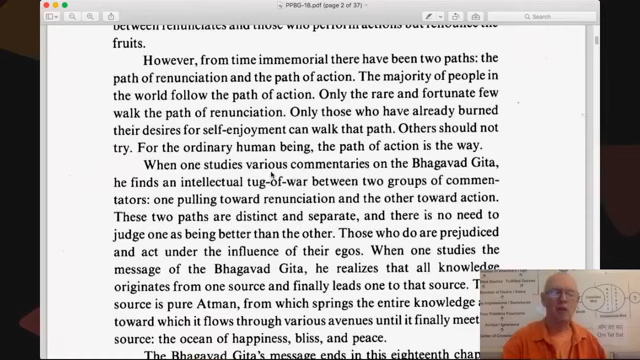 PPBG-18.pdf (page 2 of 37)
Search
between renunciates and those who perform actions but renounce the
fruits.
However, from time immemorial there have been two paths: the
path of renunciation and the path of action. The majority of people in
the world follow the path of action. Only the rare and fortunate few
walk the path of renunciation. Only those who have already burned
their desires for self-enjoyment can walk that path. Others should not
try. For the ordinary human being, the path of action is the way.
When one studies various commentaries on the Bhagavad Gita,
he finds an intellectual tug-of-war between two groups of commen-
tators: one pulling toward renunciation and the other toward action.
These two paths are distinct and separate, and there is no need to
judge one as being better than the other. Those who do are prejudiced
and act under the influence of their egos. When one studies the
message of the Bhagavad Gita, he realizes that all knowledge
originates from one source and finally leads one to that source.
source is pure Atman, from which springs the entire knowledge
toward which it flows through various avenues until it finally
source: the ocean of happiness, bliss, and peace.
The Bhagavad Gita's message ends in this eighteenth